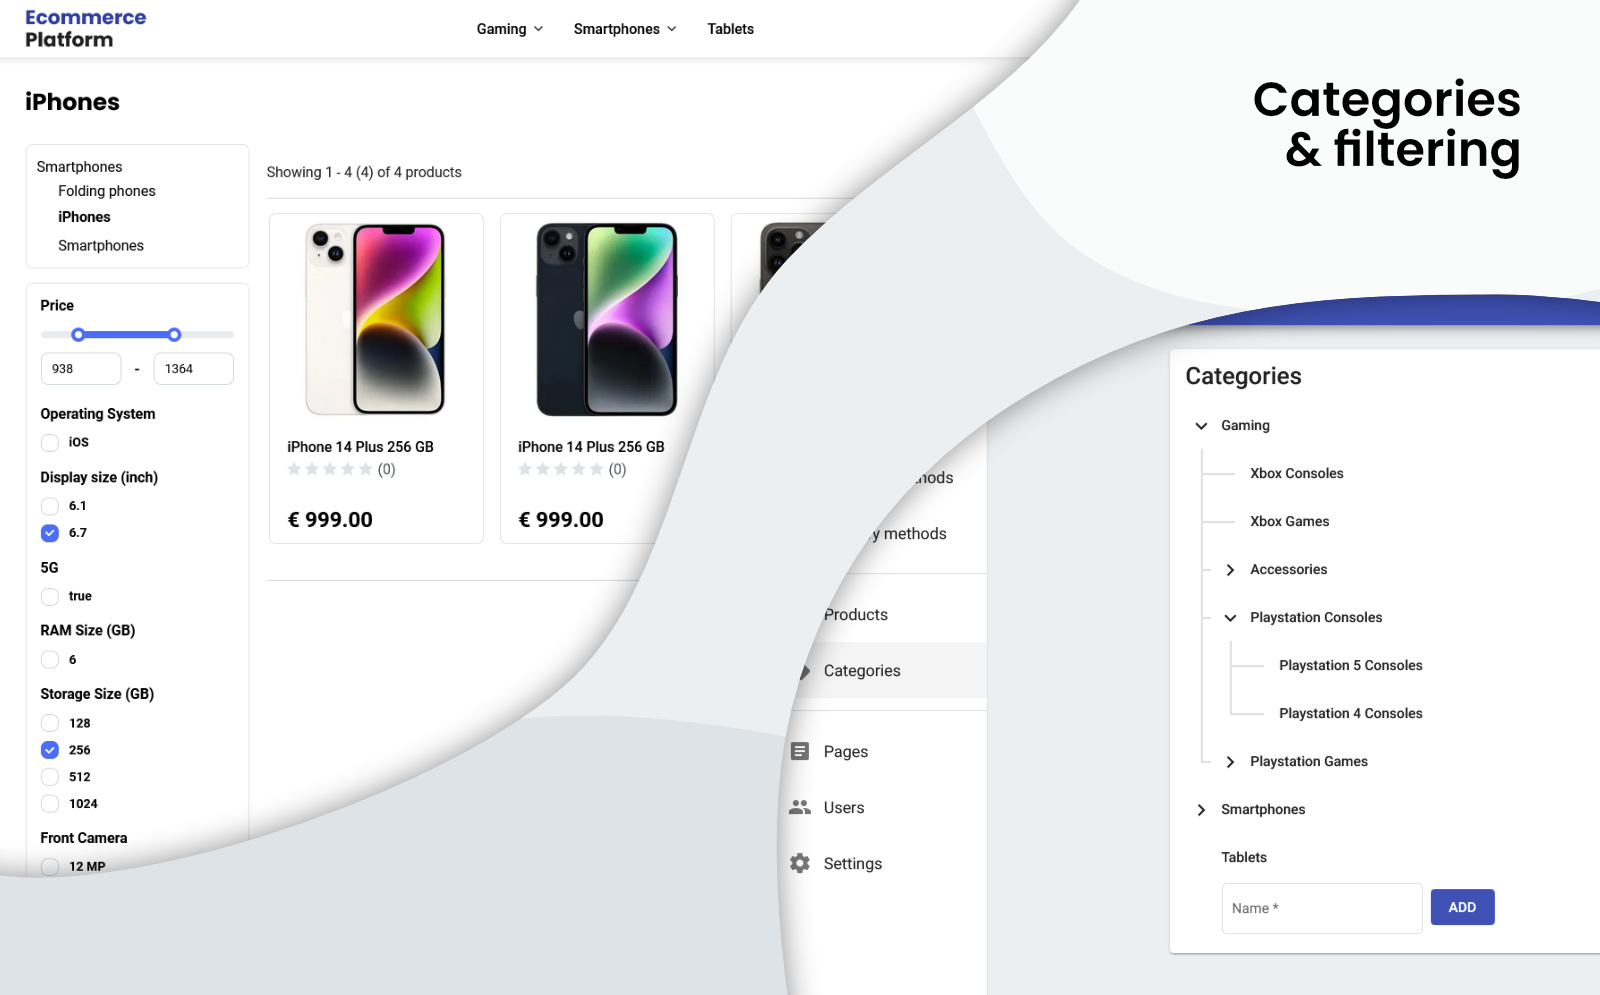 Ecommerce
Platform
Gaming
Smartphones
Tablets
Categories
& filtering
iPhones
Smartphones
Folding phones
iPhones
Smartphones
Showing 1 - 4 (4) of 4 products
Price
938 - 1364
Operating System
iOS
Display size (inch)
6.1
6.7
5G
true
RAM Size (GB)
6
Storage Size (GB)
128
256
512
1024
Front Camera
12 MP
iPhone 14 Plus 256 GB
(0)
€ 999.00
iPhone 14 Plus 256 GB
(0)
€ 999.00
methods
Products
Categories
Pages
Users
Settings
Categories
Gaming
Xbox Consoles
Xbox Games
Accessories
Playstation Consoles
Playstation 5 Consoles
Playstation 4 Consoles
Playstation Games
Smartphones
Tablets
Name *
ADD